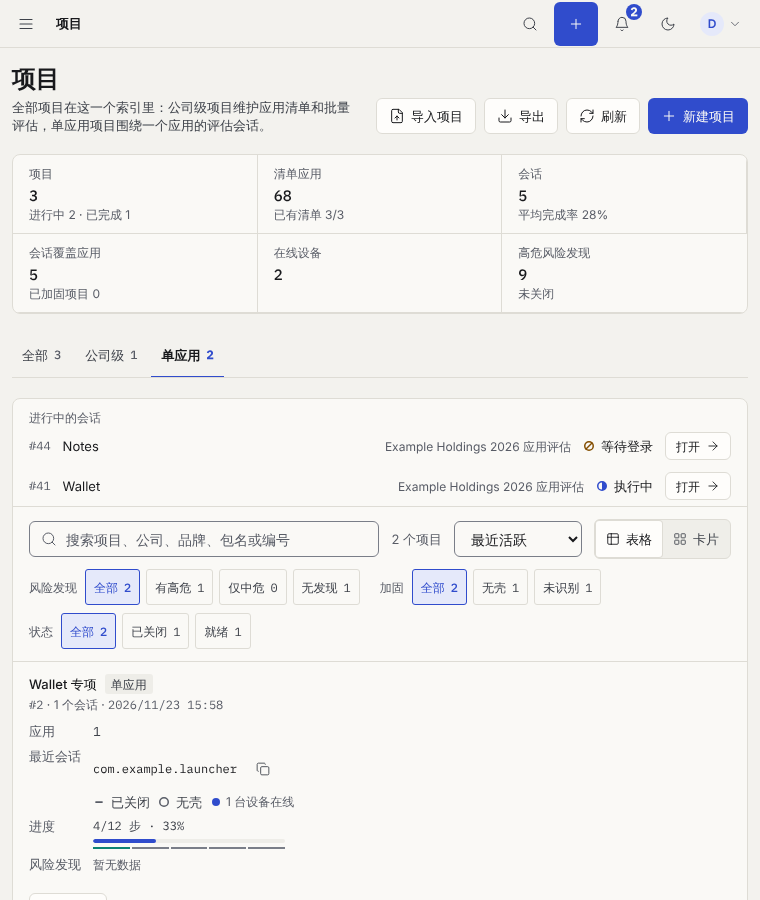 项目
2
D
项目
全部项目在这一个索引里：公司级项目维护应用清单和批量
评估，单应用项目围绕一个应用的评估会话。
导入项目
导出
刷新
新建项目
项目
3
进行中 2 · 已完成 1
清单应用
68
已有清单 3/3
会话
5
平均完成率 28%
会话覆盖应用
5
已加固项目 0
在线设备
2
高危风险发现
9
未关闭
全部 3 公司级 1 单应用 2
进行中的会话
#44 Notes Example Holdings 2026 应用评估 等待登录 打开
#41 Wallet Example Holdings 2026 应用评估 执行中 打开
搜索项目、公司、品牌、包名或编号 2 个项目 最近活跃 表格 卡片
风险发现 全部 2 有高危 1 仅中危 0 无发现 1 加固 全部 2 无壳 1 未识别 1
状态 全部 2 已关闭 1 就绪 1
Wallet 专项 单应用
#2 · 1 个会话 · 2026/11/23 15:58
应用 1
最近会话
com.example.launcher
已关闭 无壳 1 台设备在线
进度 4/12 步 · 33%
风险发现 暂无数据